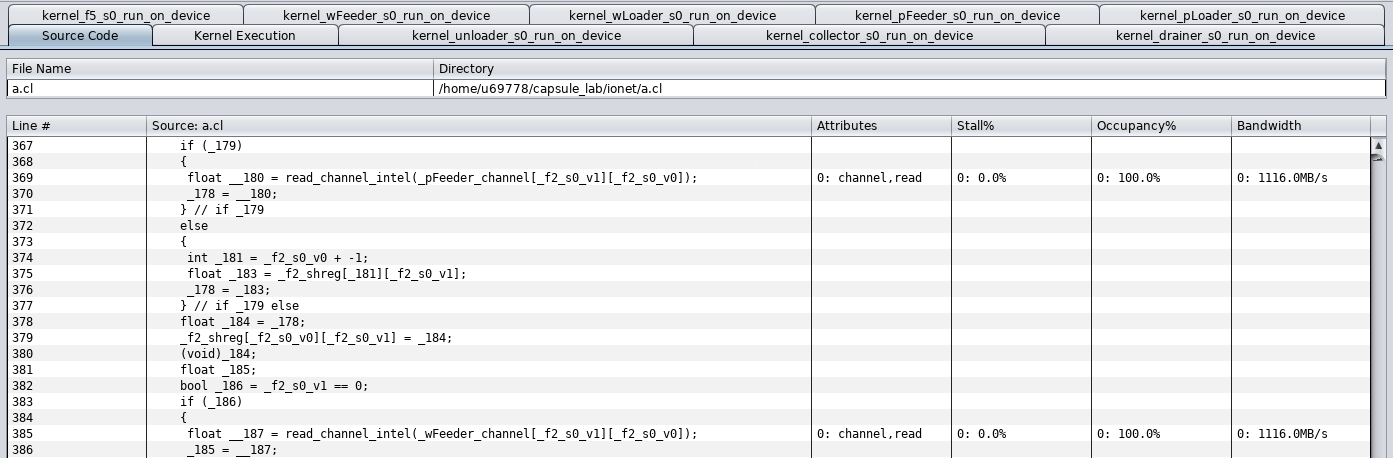 kernel_f5_s0_run_on_device kernel_wFeeder_s0_run_on_device kernel_wLoader_s0_run_on_device kernel_pFeeder_s0_run_on_device kernel_pLoader_s0_run_on_device
Source Code Kernel Execution kernel_unloader_s0_run_on_device kernel_collector_s0_run_on_device kernel_drainer_s0_run_on_device
File Name Directory
a.cl /home/u69778/capsule_lab/ionet/a.cl
Line # Source: a.cl Attributes Stall% Occupancy% Bandwidth
367 if (_179)
368 {
369 float __180 = read_channel_intel(_pFeeder_channel[_f2_s0_v1][_f2_s0_v0]); 0: channel,read 0: 0.0% 0: 100.0% 0: 1116.0MB/s
370 _178 = __180;
371 } // if _179
372 else
373 {
374 int _181 = _f2_s0_v0 + -1;
375 float _183 = _f2_shreg[_181][_f2_s0_v1];
376 _178 = _183;
377 } // if _179 else
378 float _184 = _178;
379 _f2_shreg[_f2_s0_v0][_f2_s0_v1] = _184;
380 (void)_184;
381 float _185;
382 bool _186 = _f2_s0_v1 == 0;
383 if (_186)
384 {
385 float __187 = read_channel_intel(_wFeeder_channel[_f2_s0_v1][_f2_s0_v0]); 0: channel,read 0: 0.0% 0: 100.0% 0: 1116.0MB/s
386 _185 = __187;